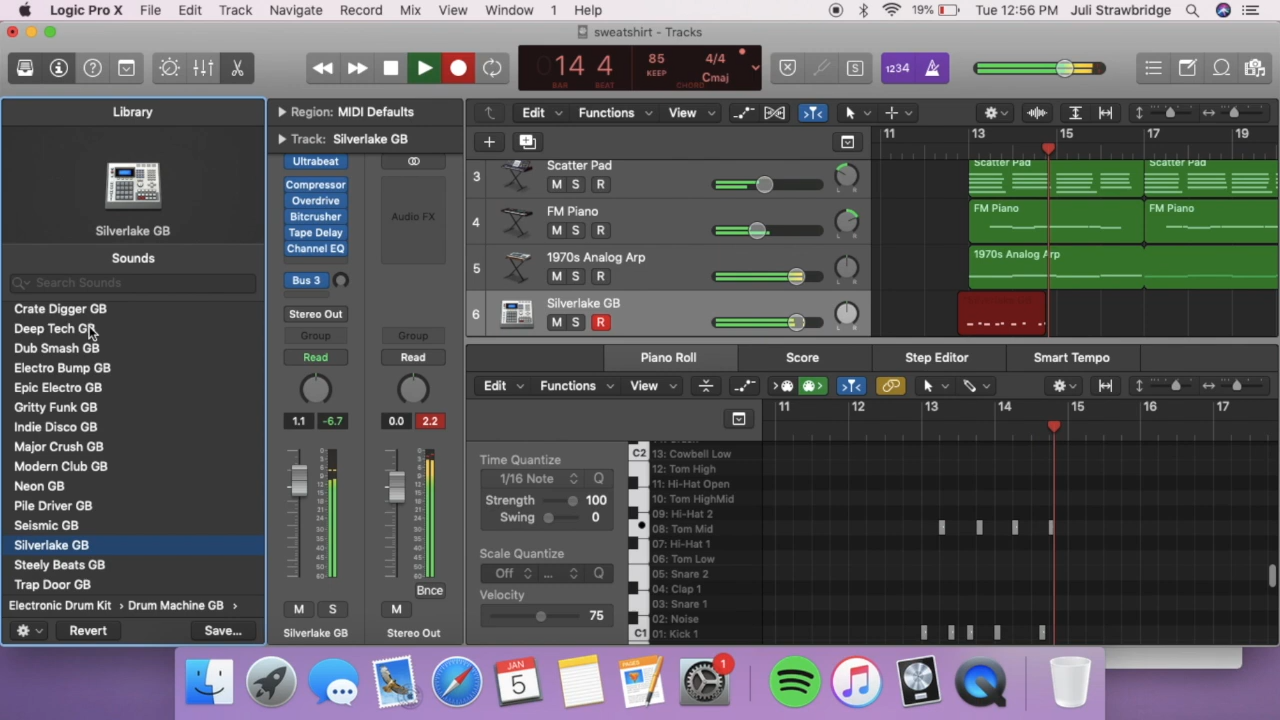 Logic Pro X File Edit Track Navigate Record Mix View Window 1 Help 19% Tue 12:56 PM Juli Strawbridge
sweatshirt - Tracks
S 1234
14 4 85 4/4
KEEP Cmaj
BAR BEAT CHORD
Library
Silverlake GB
Sounds
Search Sounds
Crate Digger GB
Deep Tech GB
Dub Smash GB
Electro Bump GB
Epic Electro GB
Gritty Funk GB
Indie Disco GB
Major Crush GB
Modern Club GB
Neon GB
Pile Driver GB
Seismic GB
Silverlake GB
Steely Beats GB
Trap Door GB
Electronic Drum Kit › Drum Machine GB ›
Revert Save...
Region: MIDI Defaults
Track: Silverlake GB
Ultrabeat
Compressor
Overdrive
Bitcrusher
Tape Delay
Channel EQ
Audio FX
Bus 3
Stereo Out
Group Group
Read Read
1.1 -6.7 0.0 2.2
Bnce
M S M
Silverlake GB Stereo Out
Edit Functions View
11 13 15 17 19
3 Scatter Pad
M S R
L R
4 FM Piano
M S R
L R
5 1970s Analog Arp
M S R
L R
6 Silverlake GB
M S R
L R
Scatter Pad Scatter Pad
FM Piano FM Piano
1970s Analog Arp
Piano Roll Score Step Editor Smart Tempo
Edit Functions View
11 12 13 14 15 16 17
Time Quantize
1/16 Note Q
Strength 100
Swing 0
Scale Quantize
Off ... Q
Velocity
75
C2 13: Cowbell Low
12: Tom High
11: Hi-Hat Open
10: Tom HighMid
09: Hi-Hat 2
08: Tom Mid
07: Hi-Hat 1
06: Tom Low
05: Snare 2
04: Clap 1
03: Snare 1
02: Noise
C1 01: Kick 1
JAN
5
PAGES
1